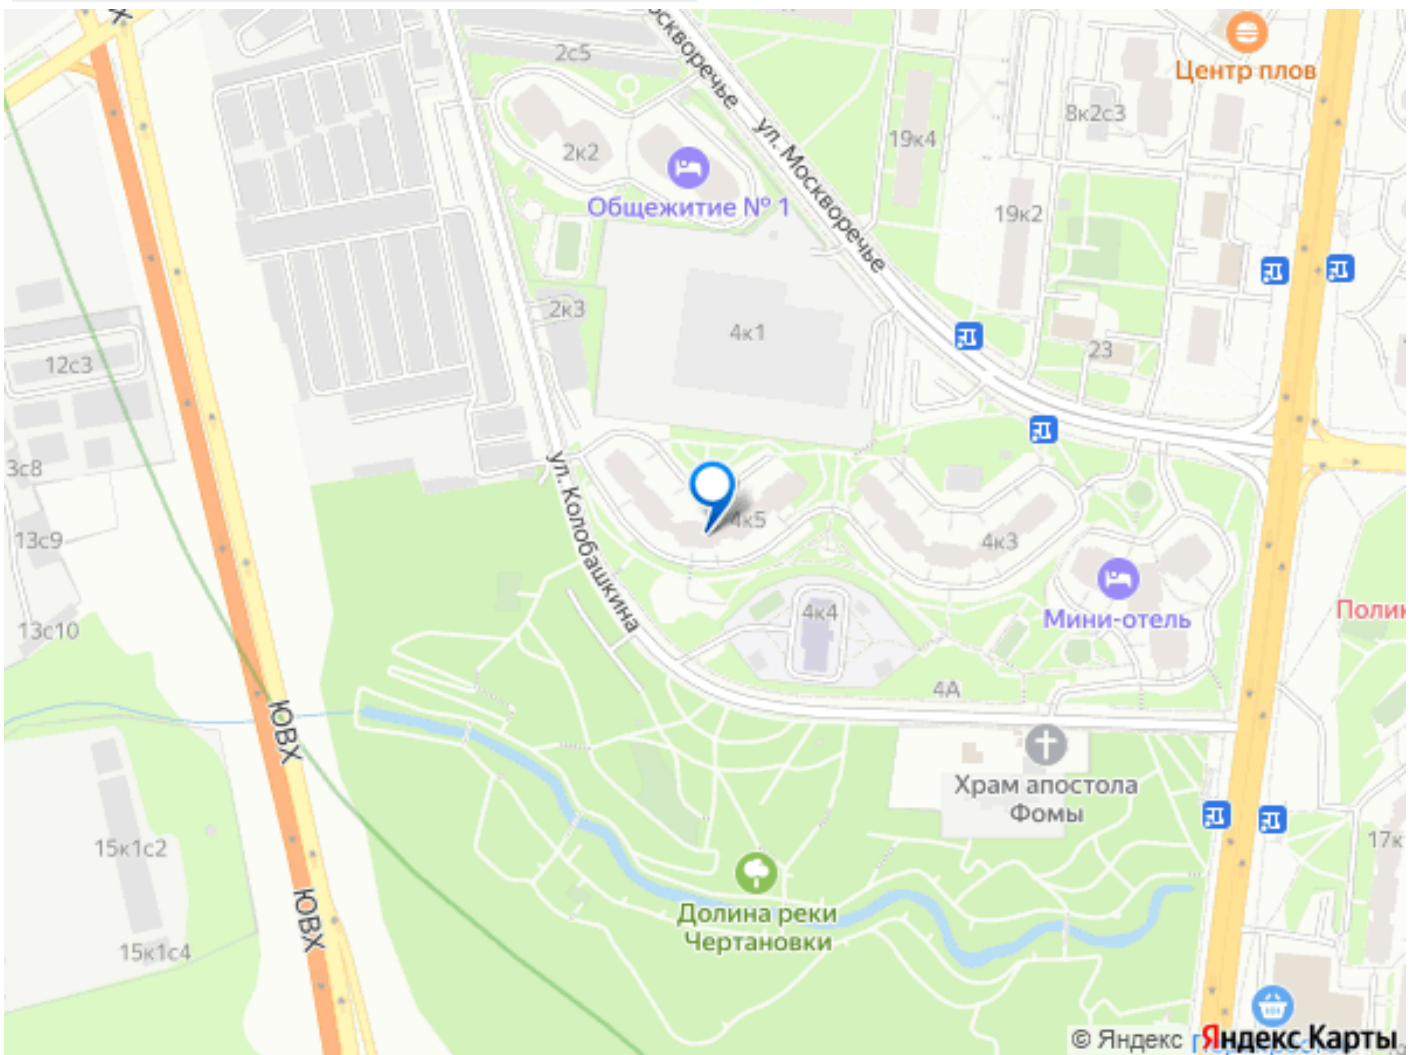 Центр плов
2с5
8к2с3
19к4
2к2
москворечье
ул. Москворечье
Общежитие № 1
19к2
2к3
4к1
23
12с3
3с8
ул. Колобашкина
4к5
4к3
13с9
Мини-отель
4к4
Полик
13с10
4А
ЮВХ
Храм апостола
Фомы
15к1с2
17к
ЮВХ
Долина реки
Чертановки
15к1с4
© Яндекс Яндекс Карты